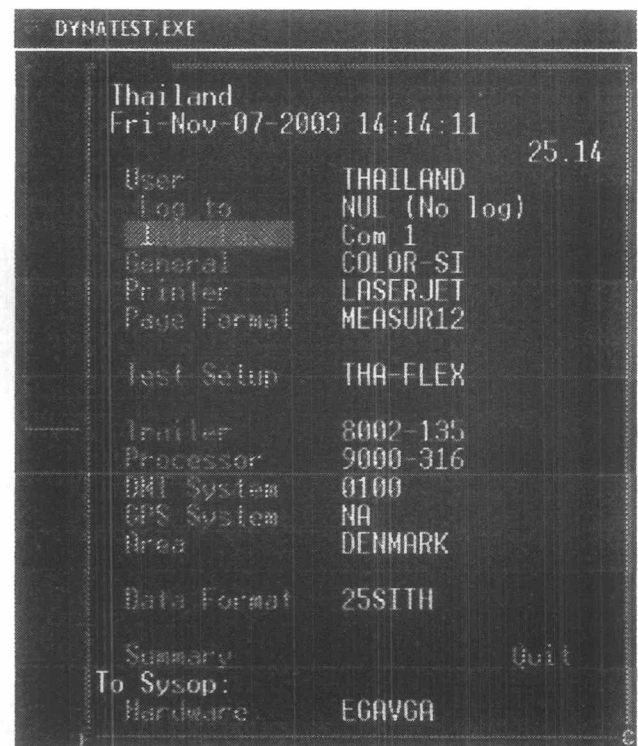 DYNATEST.EXE
Thailand
Fri-Nov-07-2003 14:14:11
25.14
User THAILAND
Log to NUL (No log)
Com 1
General COLOR-SI
Printer LASERJET
Page Format MEASUR12
Test Setup THA-FLEX
Trailer 8002-135
Processor 9000-316
DMI System 0100
GPS System NA
Area DENMARK
Data Format 25SITH
Summary Quit
To Sysop:
Hardware EGAVGA